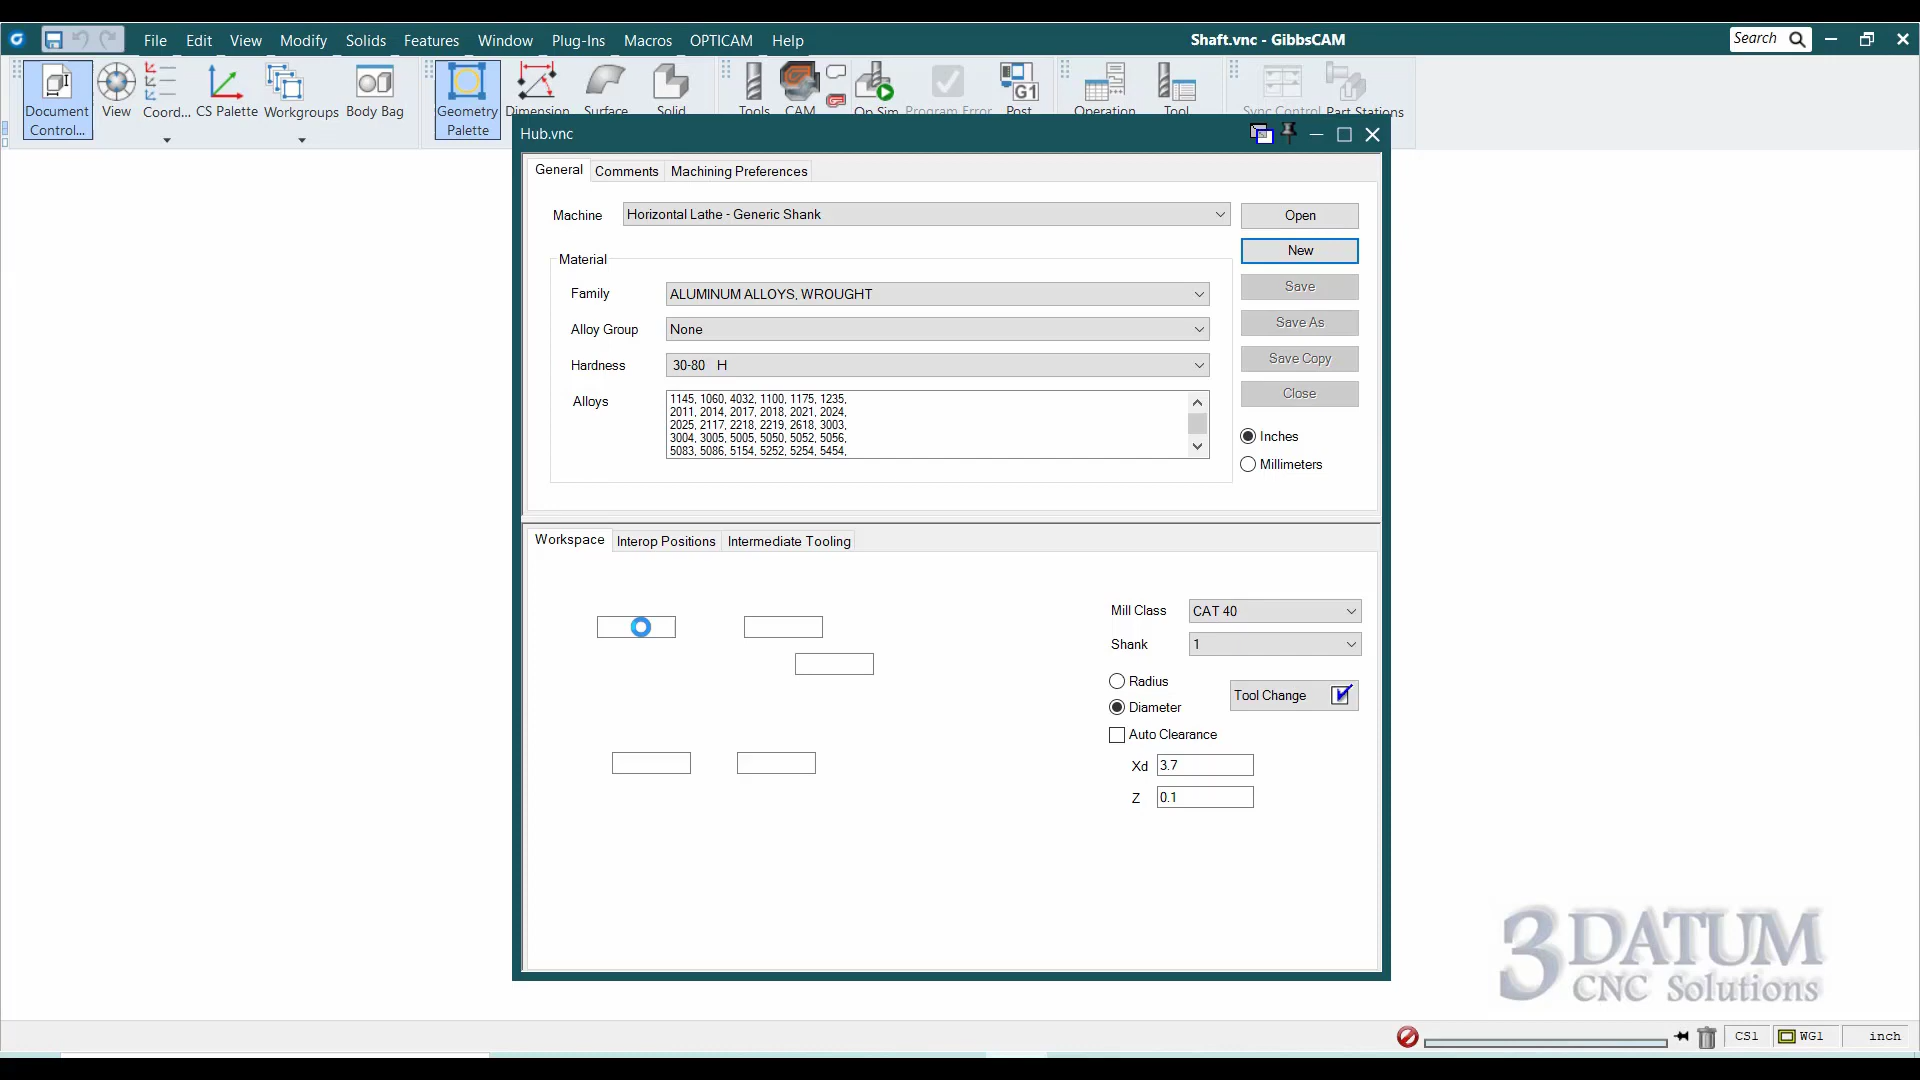 File Edit View Modify Solids Features Window Plug-Ins Macros OPTICAM Help
Shaft.vnc - GibbsCAM
Search
Document Control...
View
Coord...
CS Palette
Workgroups
Body Bag
Geometry Palette
Dimension
Surface
Solid
Tools
CAM
Op Sim
Program Error
Post
Operation
Tool
Sync Control
Part Stations
G1
Hub.vnc
General Comments Machining Preferences
Machine Horizontal Lathe - Generic Shank
Open
New
Material
Family ALUMINUM ALLOYS, WROUGHT
Save
Alloy Group None
Save As
Hardness 30-80 H
Save Copy
Close
Alloys
1145, 1060, 4032, 1100, 1175, 1235,
2011, 2014, 2017, 2018, 2021, 2024,
2025, 2117, 2218, 2219, 2618, 3003,
3004, 3005, 5005, 5050, 5052, 5056,
5083, 5086, 5154, 5252, 5254, 5454,
Inches
Millimeters
Workspace Interop Positions Intermediate Tooling
Mill Class CAT 40
Shank 1
Radius
Tool Change
Diameter
Auto Clearance
Xd 3.7
Z 0.1
3DATUM
CNC Solutions
CS1 WG1 inch